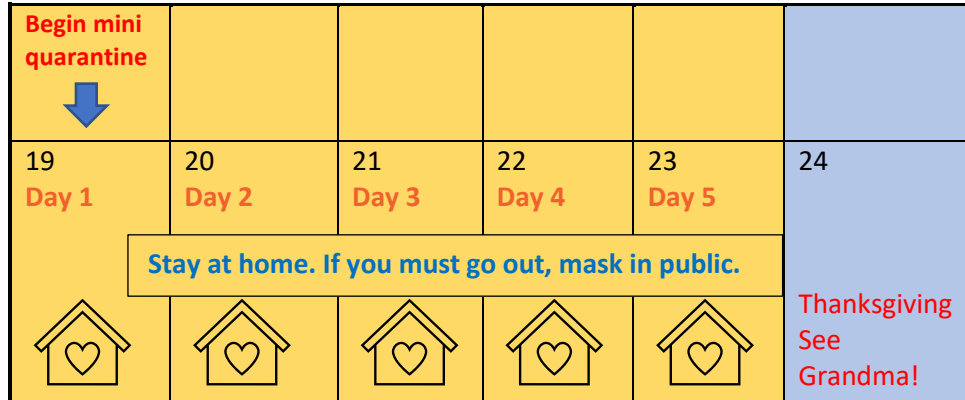 Begin mini
quarantine
19
Day 1
20
Day 2
21
Day 3
22
Day 4
23
Day 5
24
Stay at home. If you must go out, mask in public.
Thanksgiving
See
Grandma!